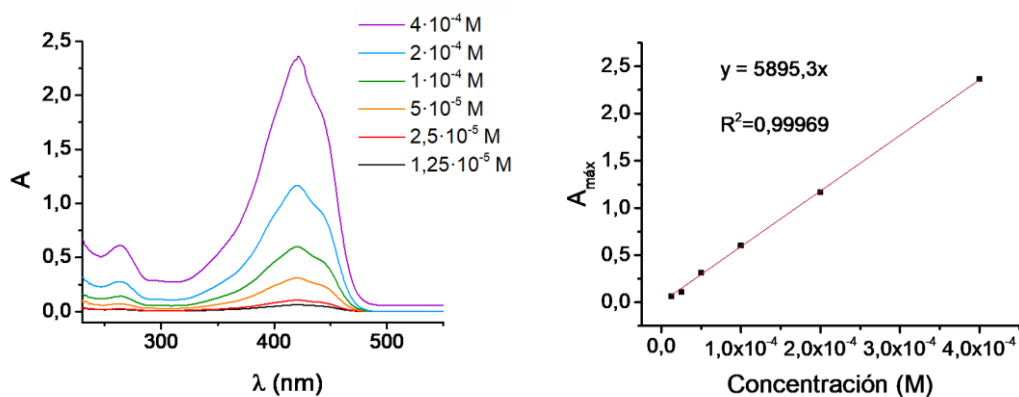 4·10⁻⁴ M
2·10⁻⁴ M
1·10⁻⁴ M
5·10⁻⁵ M
2,5·10⁻⁵ M
1,25·10⁻⁵ M
A
2,5
2,0
1,5
1,0
0,5
0,0
300 400 500
λ (nm)
y = 5895,3x
R²=0,99969
Amáx
2,5
2,0
1,5
1,0
0,5
0,0
0,0 1,0x10⁻⁴ 2,0x10⁻⁴ 3,0x10⁻⁴ 4,0x10⁻⁴
Concentración (M)